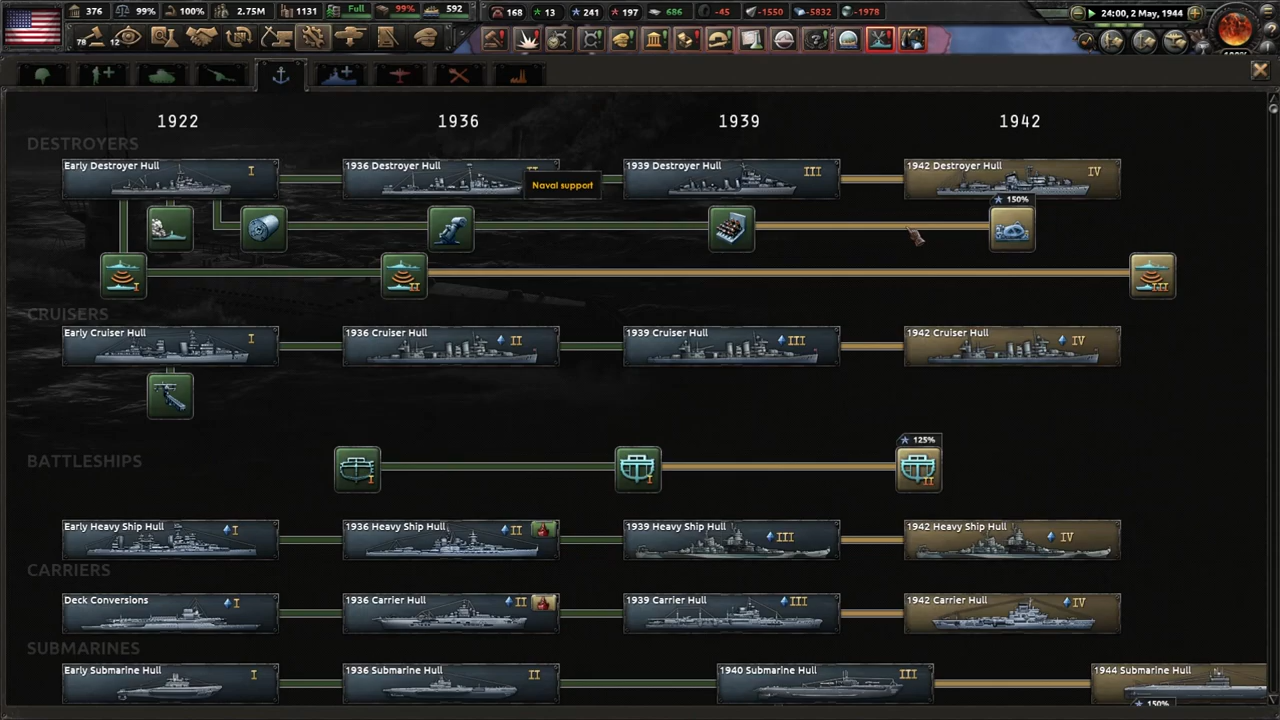 376 99% 100% 2.75M 1131 Full 99% 592 168 13 241 197 686 -45 -1550 -5832 -1978 24:00, 2 May, 1944
78 12
1922 1936 1939 1942
DESTROYERS
Early Destroyer Hull I 1936 Destroyer Hull 1939 Destroyer Hull III 1942 Destroyer Hull IV
Naval support
150%
I II III
CRUISERS
Early Cruiser Hull I 1936 Cruiser Hull II 1939 Cruiser Hull III 1942 Cruiser Hull IV
125%
BATTLESHIPS
I I II
Early Heavy Ship Hull I 1936 Heavy Ship Hull II 1939 Heavy Ship Hull III 1942 Heavy Ship Hull IV
CARRIERS
Deck Conversions I 1936 Carrier Hull II 1939 Carrier Hull III 1942 Carrier Hull IV
SUBMARINES
Early Submarine Hull I 1936 Submarine Hull II 1940 Submarine Hull III 1944 Submarine Hull
150%